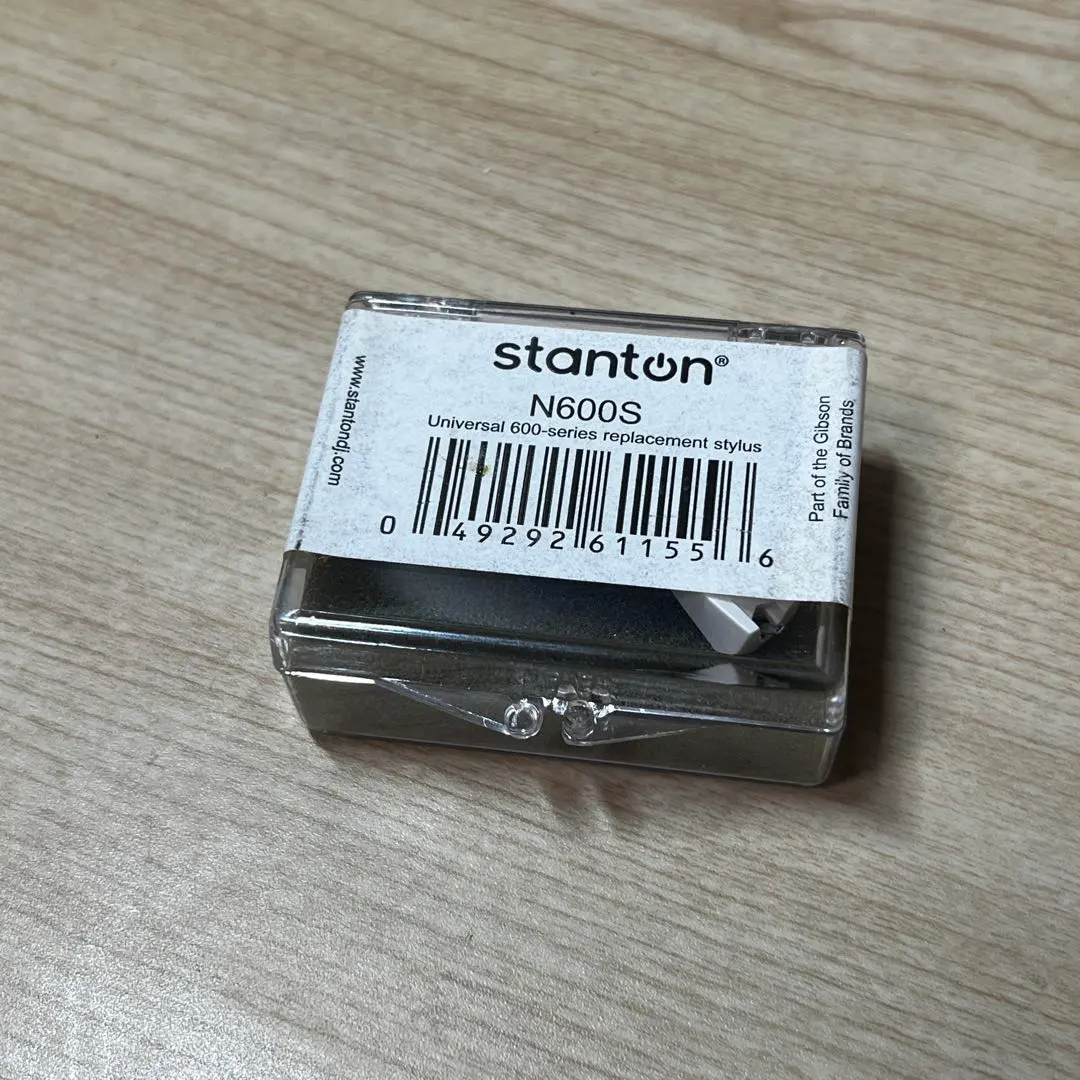 stanton®
N600S
Universal 600-series replacement stylus
0 49292 61155 6
www.stantondj.com
Part of the Gibson
Family of Brands